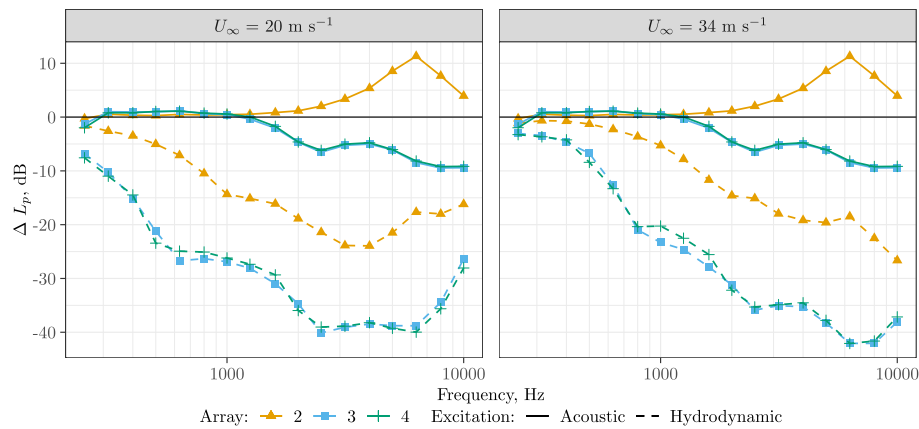 U∞ = 20 m s⁻¹
U∞ = 34 m s⁻¹
Δ Lp, dB
10
0
-10
-20
-30
-40
1000
10000
1000
10000
Frequency, Hz
Array: 2 3 4 Excitation: Acoustic Hydrodynamic